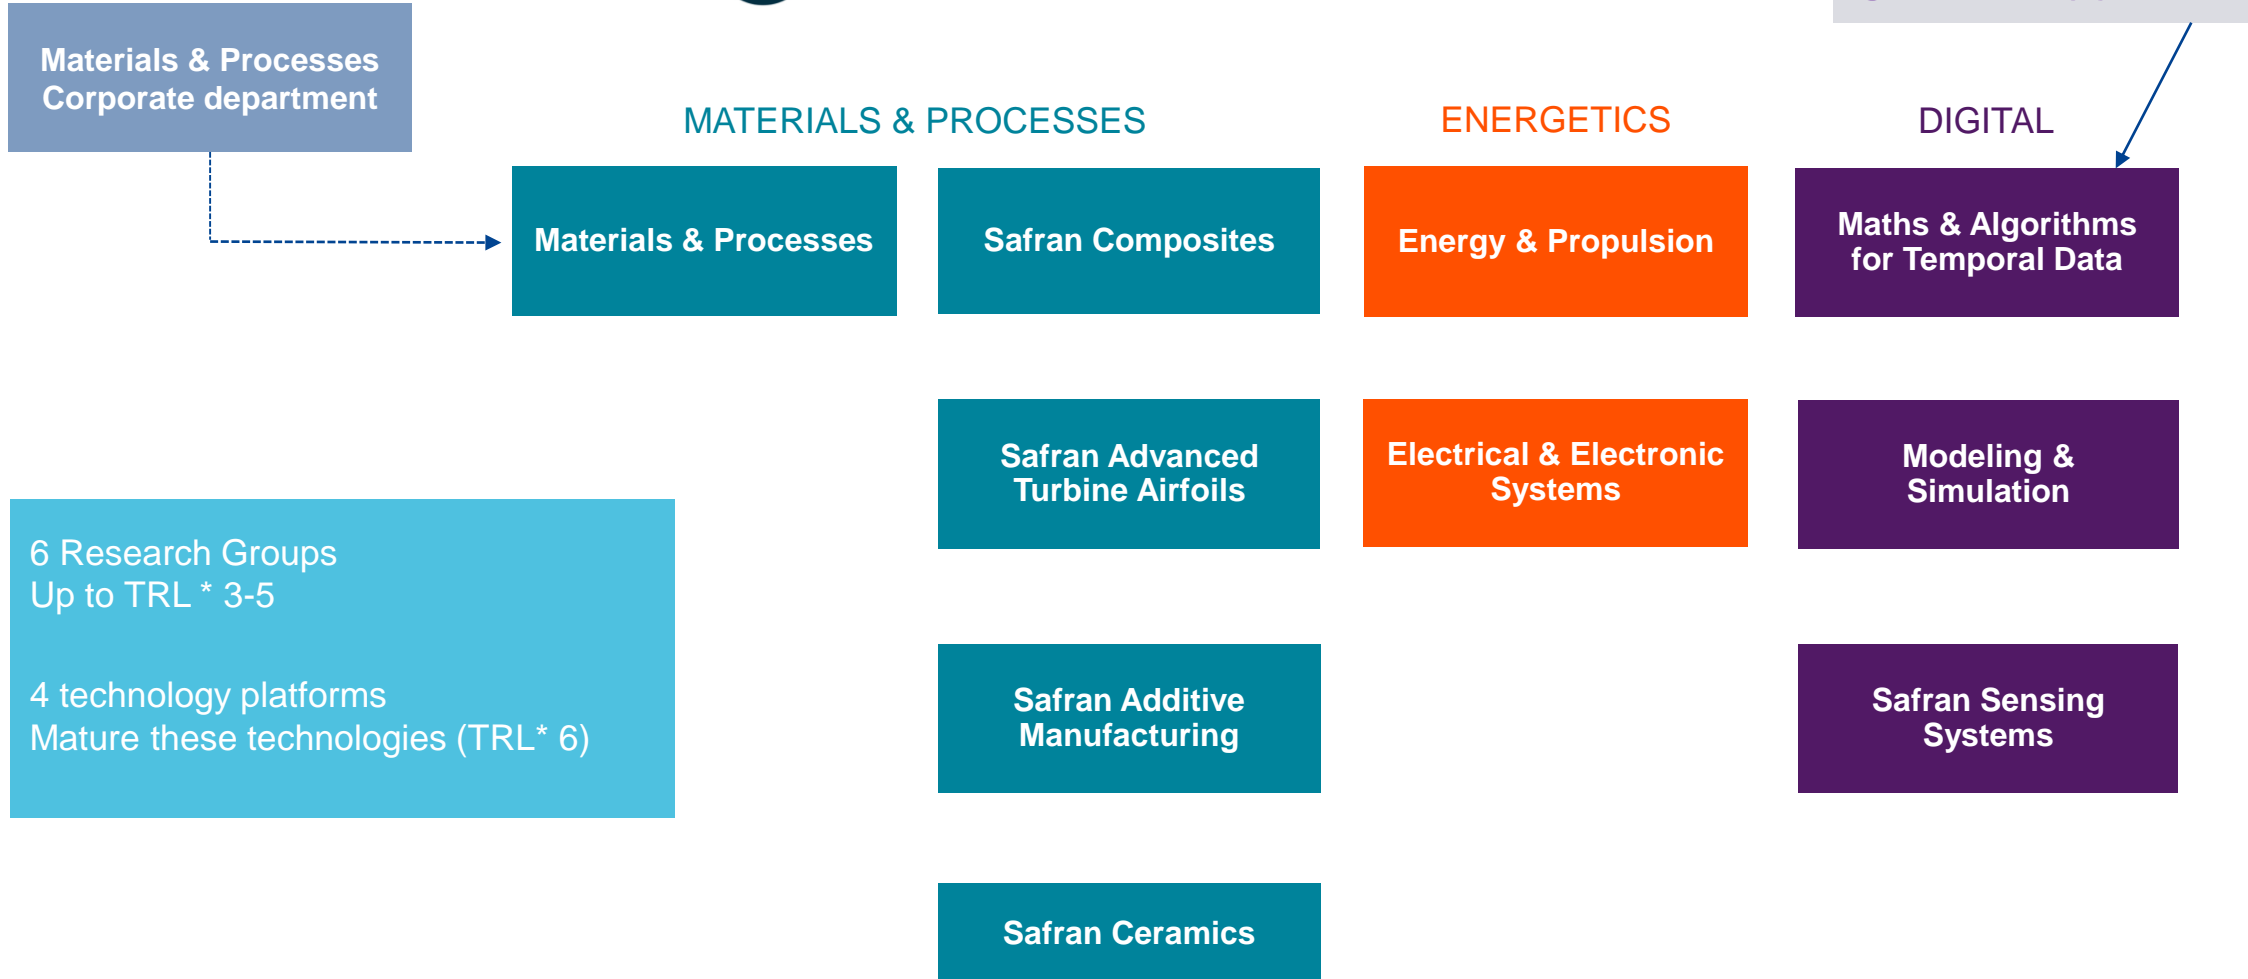 Materials & Processes
Corporate department
MATERIALS & PROCESSES
ENERGETICS
DIGITAL
Materials & Processes
Safran Composites
Energy & Propulsion
Maths & Algorithms
for Temporal Data
Safran Advanced
Turbine Airfoils
Electrical & Electronic
Systems
Modeling &
Simulation
6 Research Groups
Up to TRL * 3-5
4 technology platforms
Mature these technologies (TRL* 6)
Safran Additive
Manufacturing
Safran Sensing
Systems
Safran Ceramics